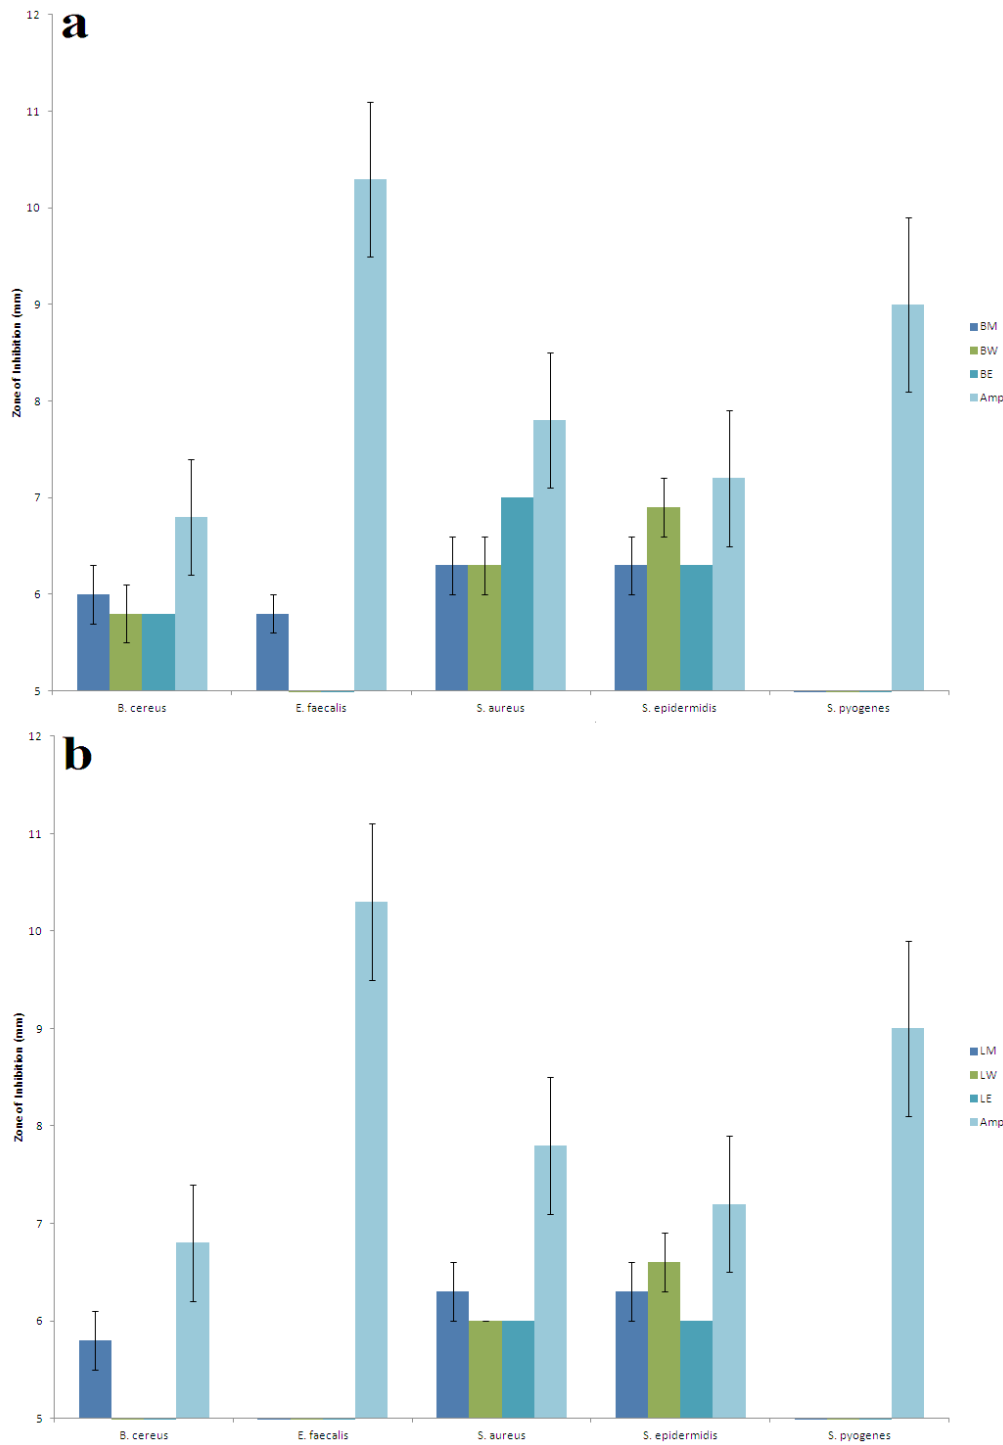 a
12
11
10
9
8
7
6
5
Zone of Inhibition (mm)
B. cereus
E. faecalis
S. aureus
S. epidermidis
S. pyogenes
BM
BW
BE
Amp
b
12
11
10
9
8
7
6
5
Zone of Inhibition (mm)
B. cereus
E. faecalis
S. aureus
S. epidermidis
S. pyogenes
LM
LW
LE
Amp